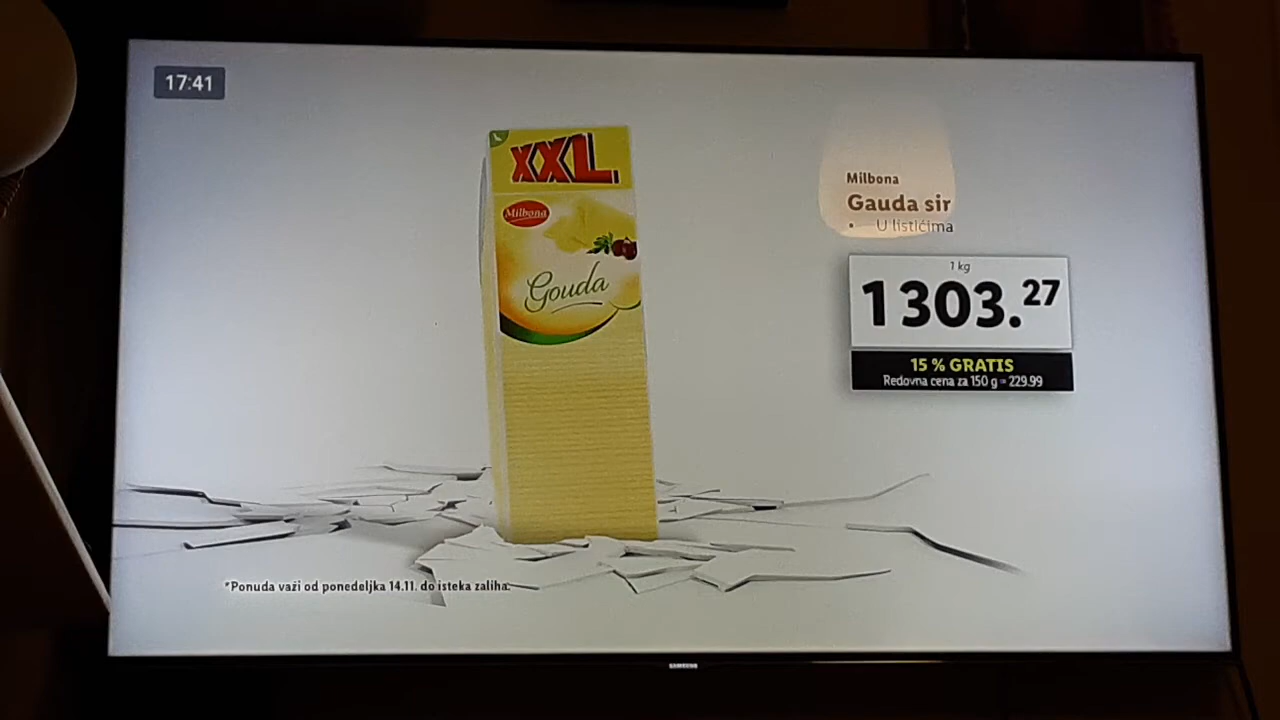 17:41
XXL
Milbona
Gouda
Milbona
Gauda sir
• U listićima
1 kg
1303.27
15 % GRATIS
Redovna cena za 150 g = 229.99
*Ponuda važi od ponedeljka 14.11. do isteka zaliha.
SAMSUNG